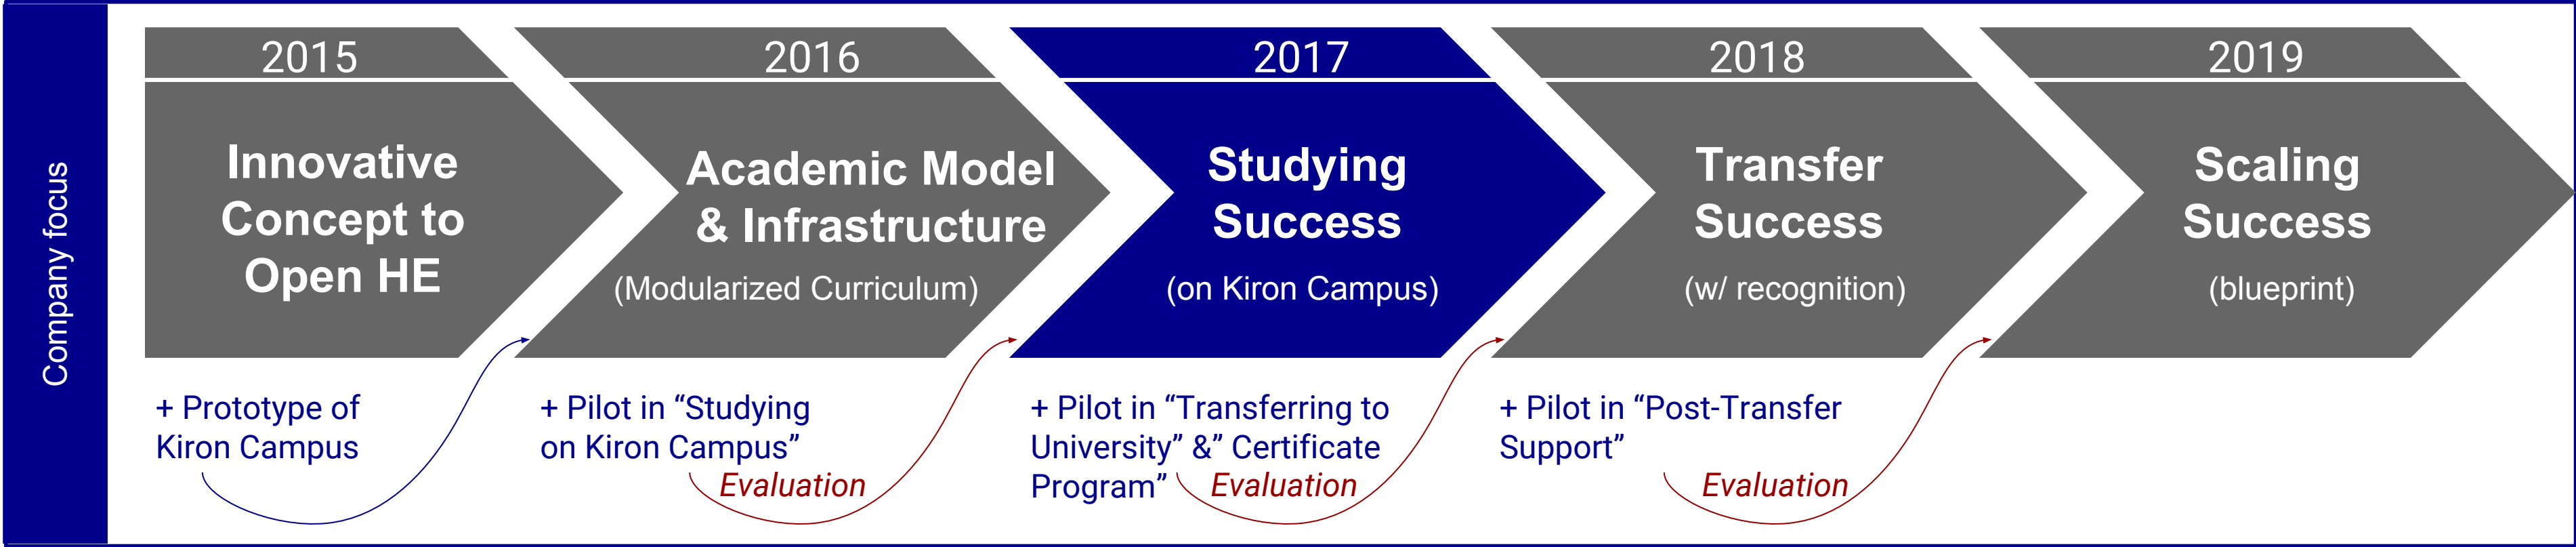 Company focus
2015
Innovative
Concept to
Open HE
+ Prototype of
Kiron Campus
2016
Academic Model
& Infrastructure
(Modularized Curriculum)
+ Pilot in “Studying
on Kiron Campus”
Evaluation
2017
Studying
Success
(on Kiron Campus)
+ Pilot in “Transferring to
University” &” Certificate
Program”
Evaluation
2018
Transfer
Success
(w/ recognition)
+ Pilot in “Post-Transfer
Support”
Evaluation
2019
Scaling
Success
(blueprint)